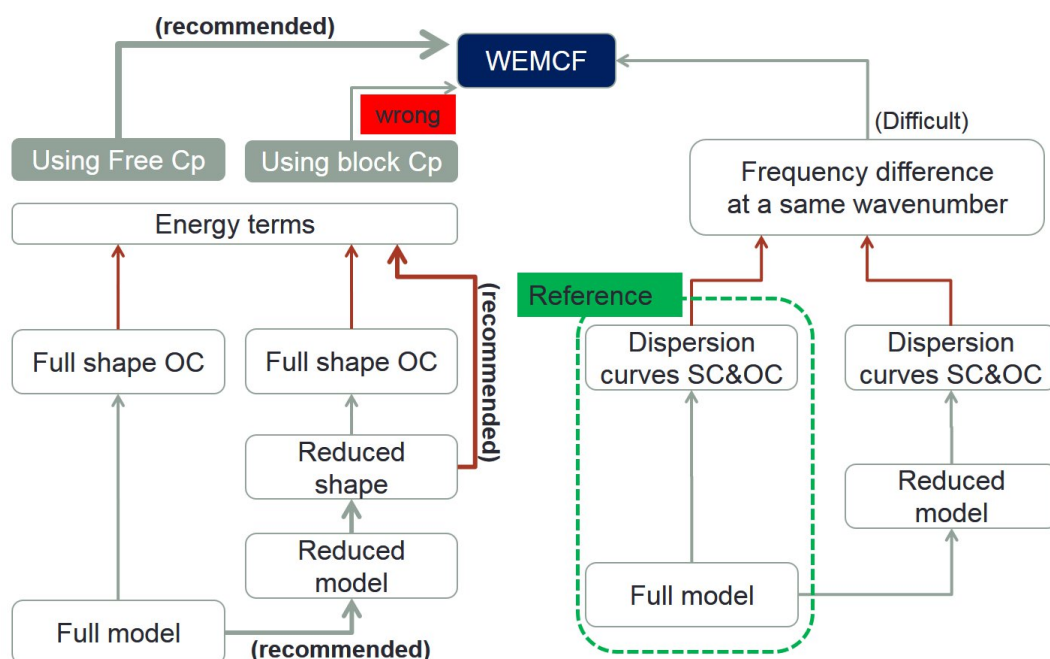 (recommended)
WEMCF
wrong
(Difficult)
Using Free Cp
Using block Cp
Frequency difference
at a same wavenumber
Energy terms
(recommended)
Reference
Full shape OC
Full shape OC
Dispersion
curves SC&OC
Dispersion
curves SC&OC
Reduced
shape
Reduced
model
Reduced
model
Full model
Full model
(recommended)